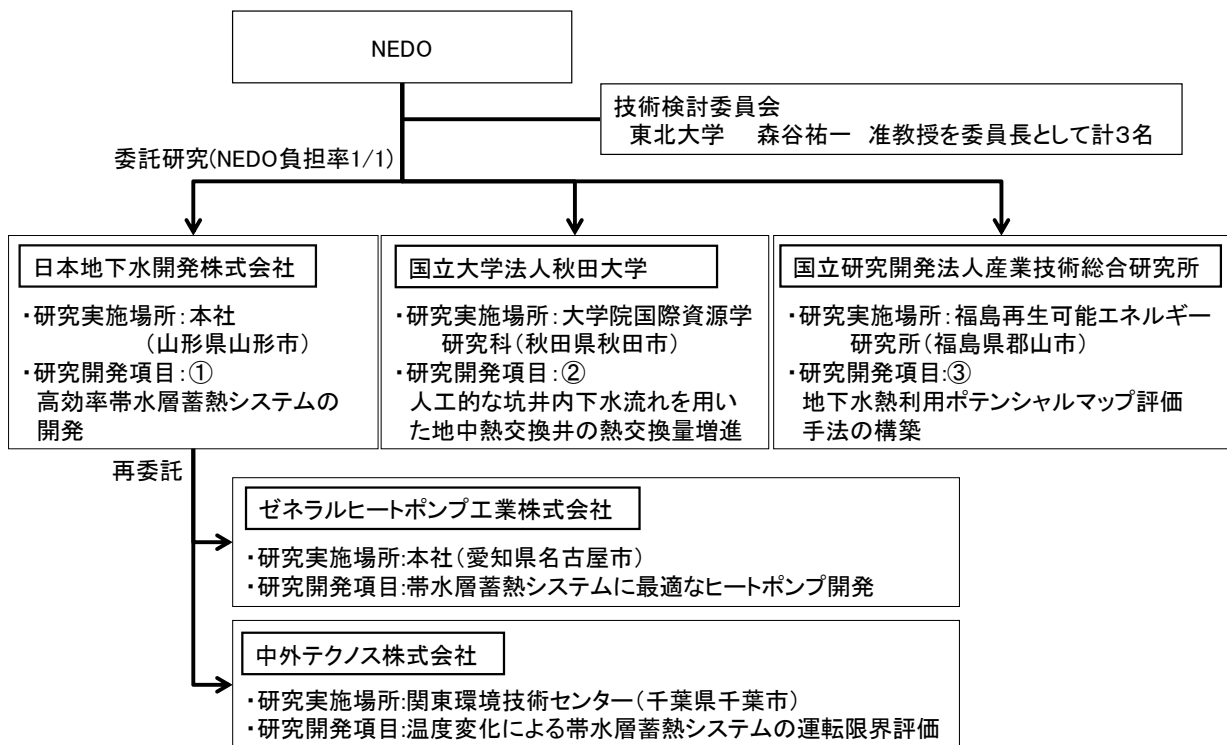 NEDO
技術検討委員会
東北大学 森谷祐一 准教授を委員長として計3名
委託研究(NEDO負担率1/1)
日本地下水開発株式会社
・研究実施場所:本社
(山形県山形市)
・研究開発項目:①
高効率帯水層蓄熱システムの
開発
国立大学法人秋田大学
・研究実施場所:大学院国際資源学
研究科(秋田県秋田市)
・研究開発項目:②
人工的な坑井内下水流れを用い
た地中熱交換井の熱交換量増進
国立研究開発法人産業技術総合研究所
・研究実施場所:福島再生可能エネルギー
研究所(福島県郡山市)
・研究開発項目:③
地下水熱利用ポテンシャルマップ評価
手法の構築
再委託
ゼネラルヒートポンプ工業株式会社
・研究実施場所:本社(愛知県名古屋市)
・研究開発項目:帯水層蓄熱システムに最適なヒートポンプ開発
中外テクノス株式会社
・研究実施場所:関東環境技術センター(千葉県千葉市)
・研究開発項目:温度変化による帯水層蓄熱システムの運転限界評価